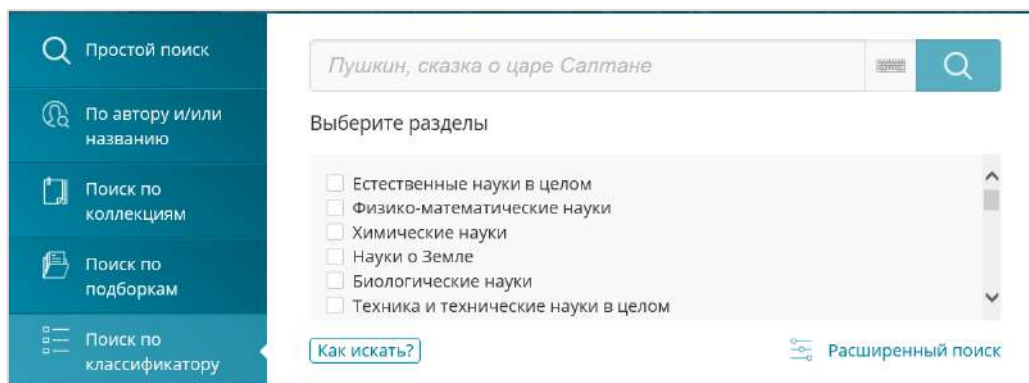 Простой поиск
По автору и/или
названию
Поиск по
коллекциям
Поиск по
подборкам
Поиск по
классификатору
Пушкин, сказка о царе Салтане
Выберите разделы
Естественные науки в целом
Физико-математические науки
Химические науки
Науки о Земле
Биологические науки
Техника и технические науки в целом
Как искать?
Расширенный поиск